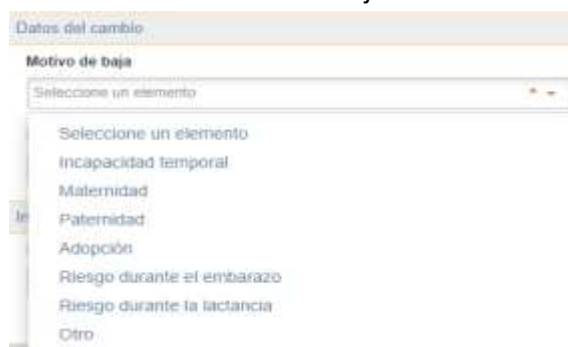 Datos del cambio
Motivo de baja
Seleccione un elemento
Seleccione un elemento
Incapacidad temporal
Maternidad
Paternidad
Adopción
Riesgo durante el embarazo
Riesgo durante la lactancia
Otro